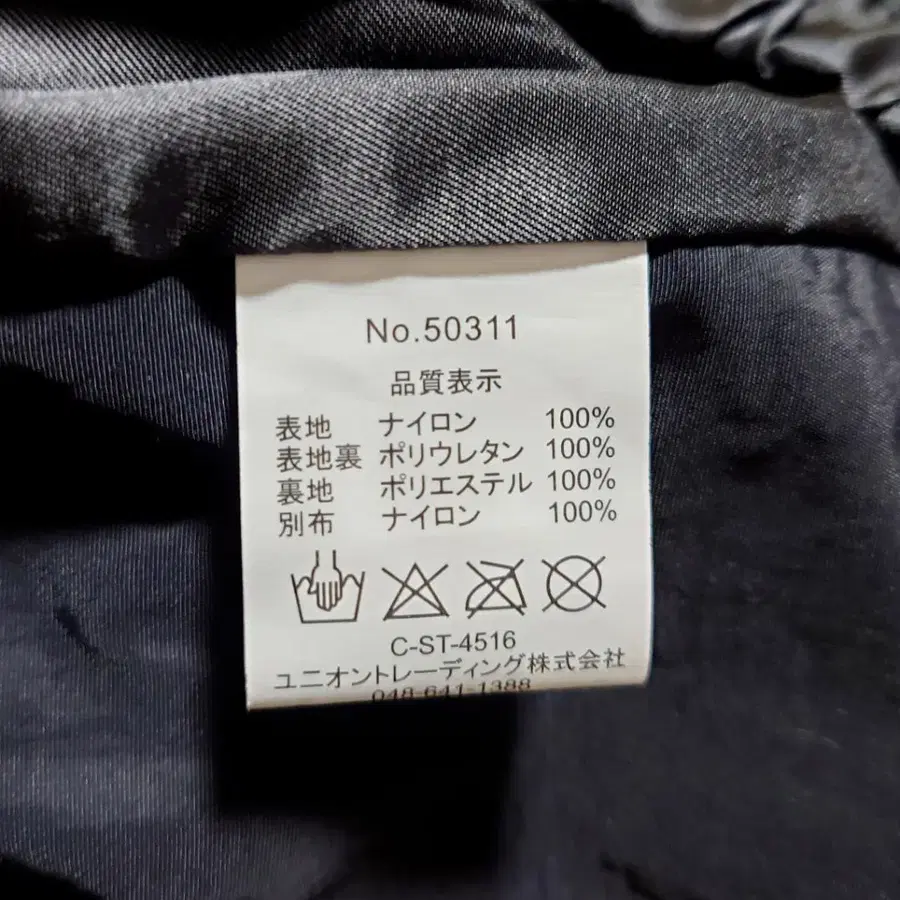 No.50311
品質表示
表地 ナイロン 100%
表地裏 ポリウレタン 100%
裏地 ポリエステル 100%
別布 ナイロン 100%
C-ST-4516
ユニオントレーディング株式会社
048-641-1388